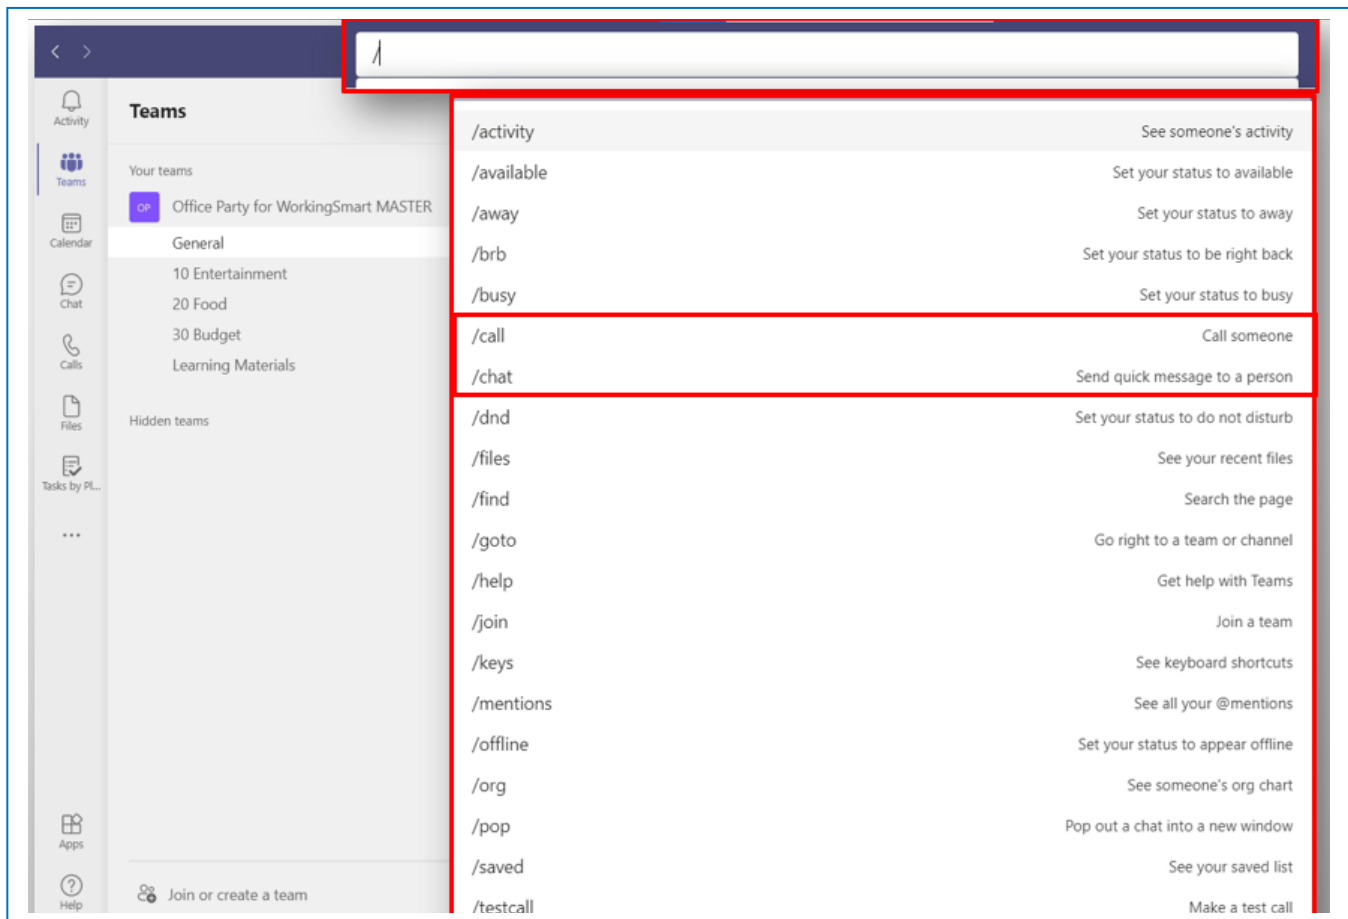 /
Activity
Teams
Calendar
Chat
Calls
Files
Tasks by Pl...
Apps
Help
Teams
Your teams
OP Office Party for WorkingSmart MASTER
General
10 Entertainment
20 Food
30 Budget
Learning Materials
Hidden teams
Join or create a team
/activity See someone's activity
/available Set your status to available
/away Set your status to away
/brb Set your status to be right back
/busy Set your status to busy
/call Call someone
/chat Send quick message to a person
/dnd Set your status to do not disturb
/files See your recent files
/find Search the page
/goto Go right to a team or channel
/help Get help with Teams
/join Join a team
/keys See keyboard shortcuts
/mentions See all your @mentions
/offline Set your status to appear offline
/org See someone's org chart
/pop Pop out a chat into a new window
/saved See your saved list
/testcall Make a test call